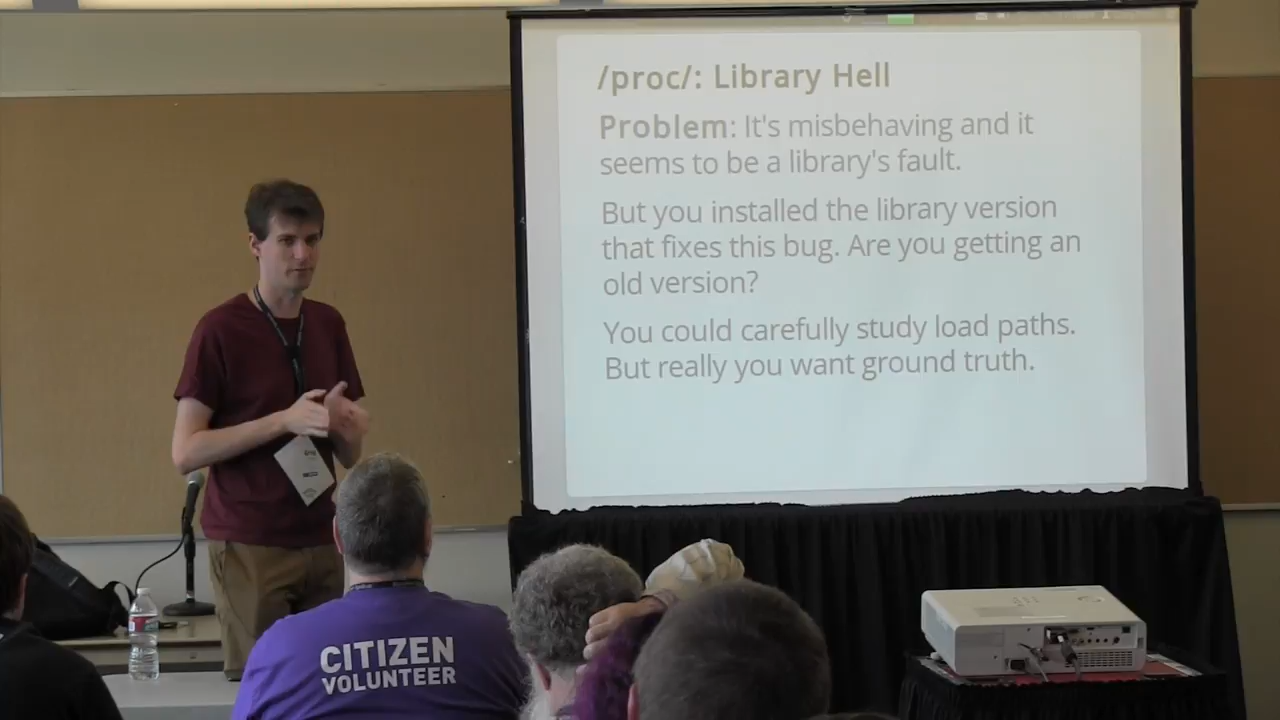 /proc/: Library Hell
Problem: It's misbehaving and it
seems to be a library's fault.
But you installed the library version
that fixes this bug. Are you getting an
old version?
You could carefully study load paths.
But really you want ground truth.
CITIZEN
VOLUNTEER